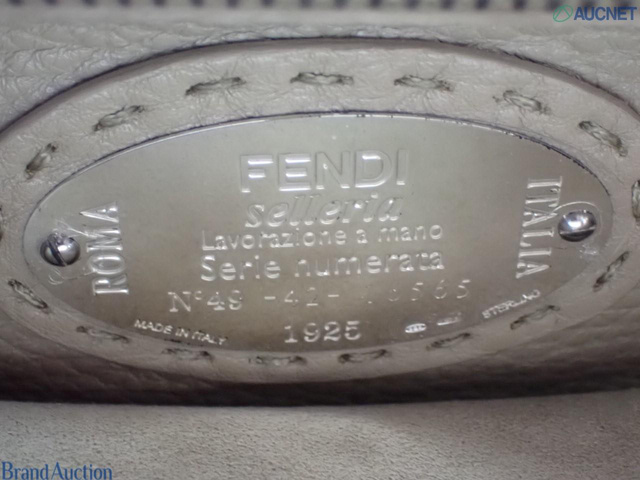 AUCNET
FENDI
selleria
Lavorazione a mano
Serie numerata
ROMA
ITALIA
1925
MADE IN ITALY
Brand Auction